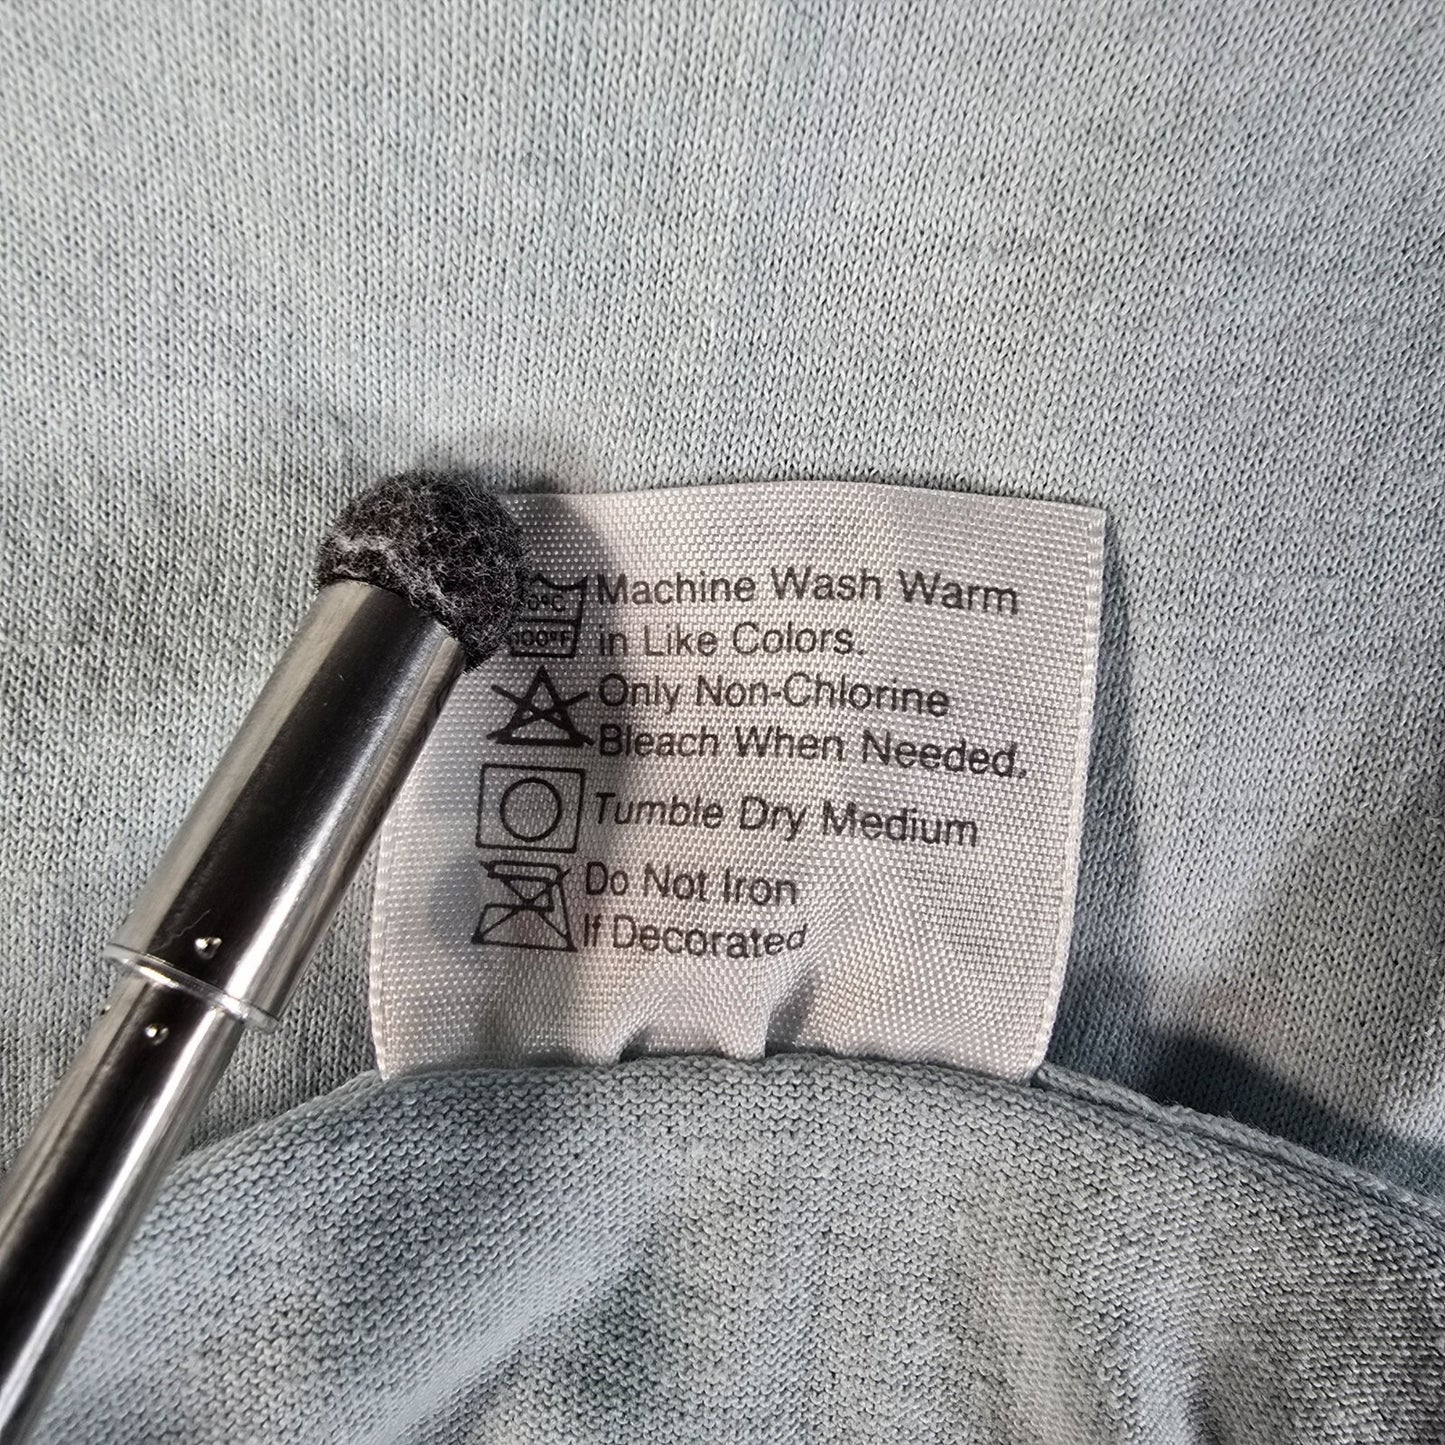 Machine Wash Warm
in Like Colors.
Only Non-Chlorine
Bleach When Needed.
Tumble Dry Medium
Do Not Iron
If Decorated